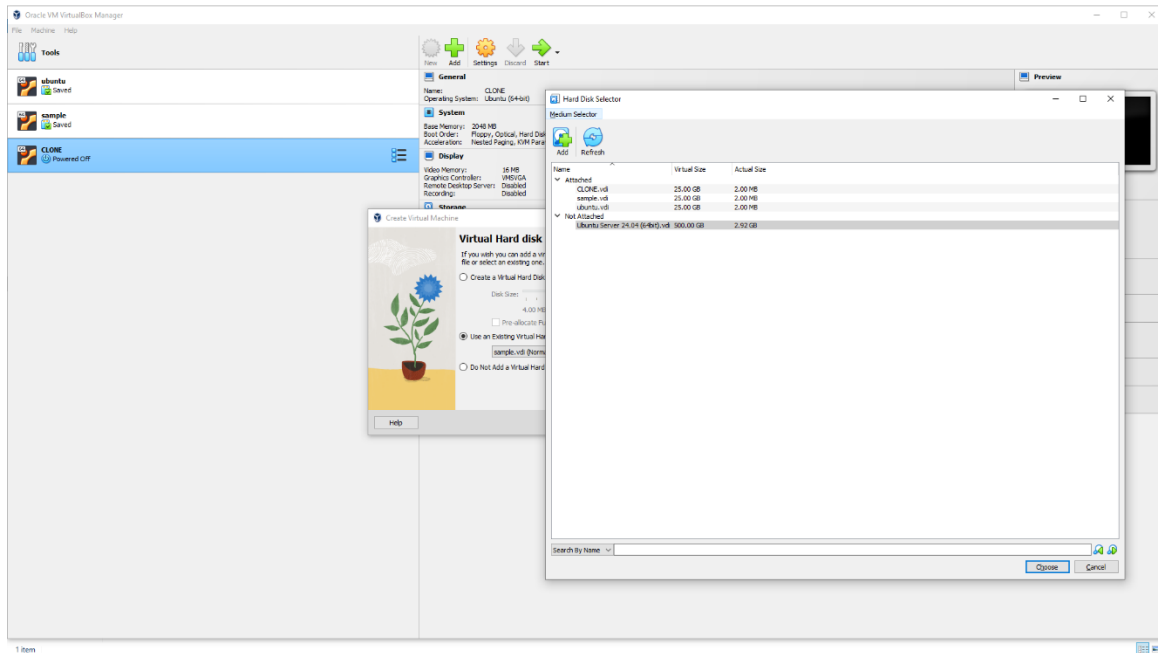 Oracle VM VirtualBox Manager
File Machine Help
Tools
New Add Settings Discard Start
ubuntu
Saved
sample
Saved
CLONE
Powered Off
General
Name: CLONE
Operating System: Ubuntu (64-bit)
System
Base Memory: 2048 MB
Boot Order: Floppy, Optical, Hard Disk
Acceleration: Nested Paging, KVM Para
Display
Video Memory: 16 MB
Graphics Controller: VMSVGA
Remote Desktop Server: Disabled
Recording: Disabled
Storage
Preview
Create Virtual Machine
Virtual Hard disk
If you wish you can add a vir
file or select an existing one.
Create a Virtual Hard Disk
Disk Size:
4.00 MB
Pre-allocate Fu
Use an Existing Virtual Har
sample.vdi (Norma
Do Not Add a Virtual Hard
Help
Hard Disk Selector
Medium Selector
Add Refresh
Name Virtual Size Actual Size
Attached
CLONE.vdi 25.00 GB 2.00 MB
sample.vdi 25.00 GB 2.00 MB
ubuntu.vdi 25.00 GB 2.00 MB
Not Attached
Ubuntu Server 24.04 (64bit).vdi 500.00 GB 2.92 GB
Search By Name
Choose Cancel
1 item